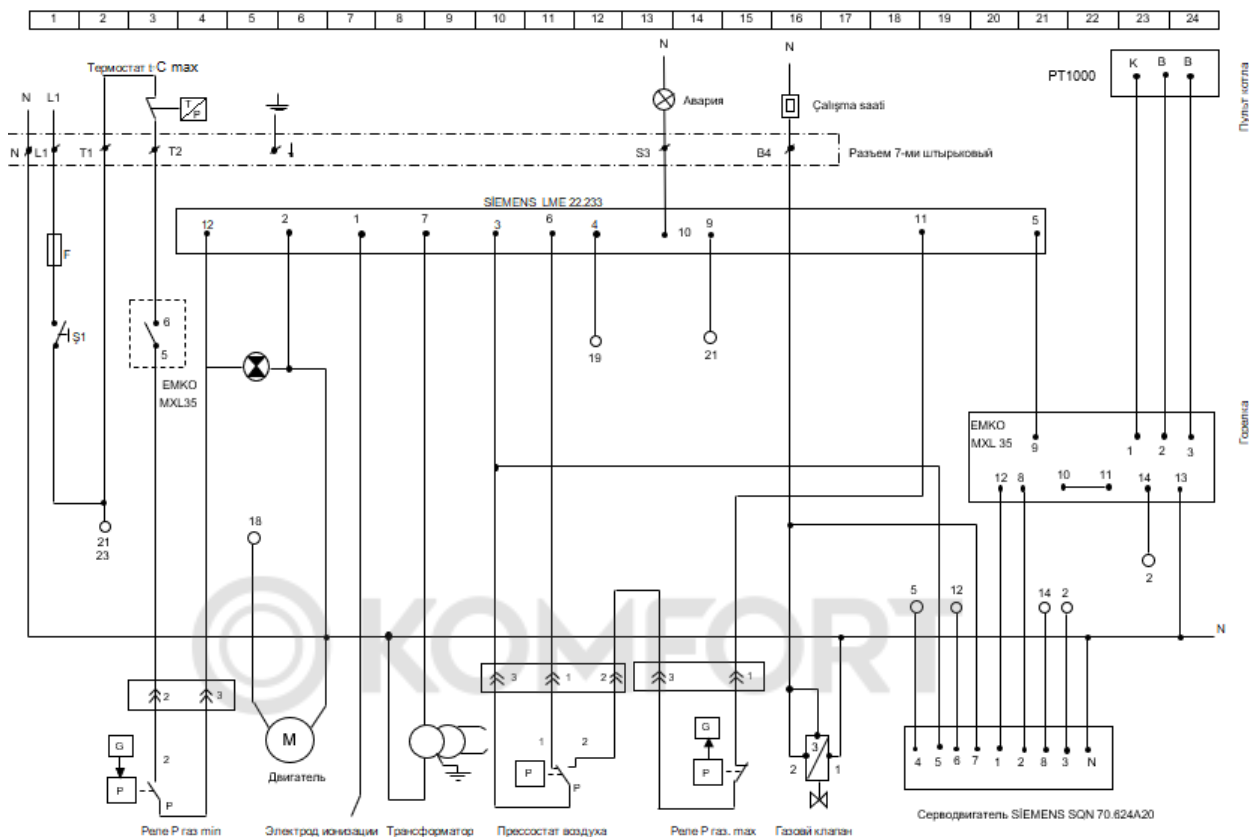 1 2 3 4 5 6 7 8 9 10 11 12 13 14 15 16 17 18 19 20 21 22 23 24
N N
Термостат t◦C max
PT1000
K B B
N L1
T/P
Авария
Çalışma saati
Пульт котла
N L1 T1 T2 S3 B4
Разъем 7-ми штырьковый
SİEMENS LME 22.233
12 2 1 7 3 6 4 10 9 11 5
F
Ş1
6
5
19
21
EMKO
MXL35
Горелка
EMKO
MXL 35
9 1 2 3
12 8 10 11 14 13
21
23
18
2
5 12 14 2
KOMFORT
N
2 3
3 1 2
3 1
G
P
2
P
M
Двигатель
1 2
P
P
G
P
3
2 1
4 5 6 7 1 2 8 3 N
Серводвигатель SİEMENS SQN 70.624A20
Реле P газ min Электрод ионизации Трансформатор Прессостат воздуха Реле P газ. max Газовй клапан